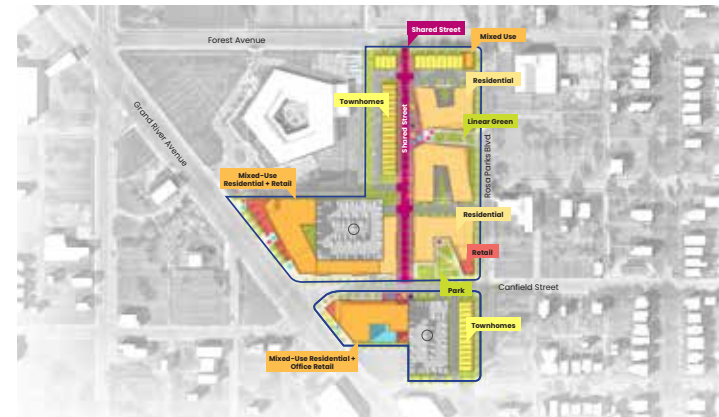 Shared Street
Forest Avenue
Mixed Use
Residential
Townhomes
Grand River Avenue
Shared Street
Linear Green
Rosa Parks Blvd.
Mixed-Use
Residential + Retail
Residential
Retail
Park
Canfield Street
Townhomes
Mixed-Use Residential +
Office Retail